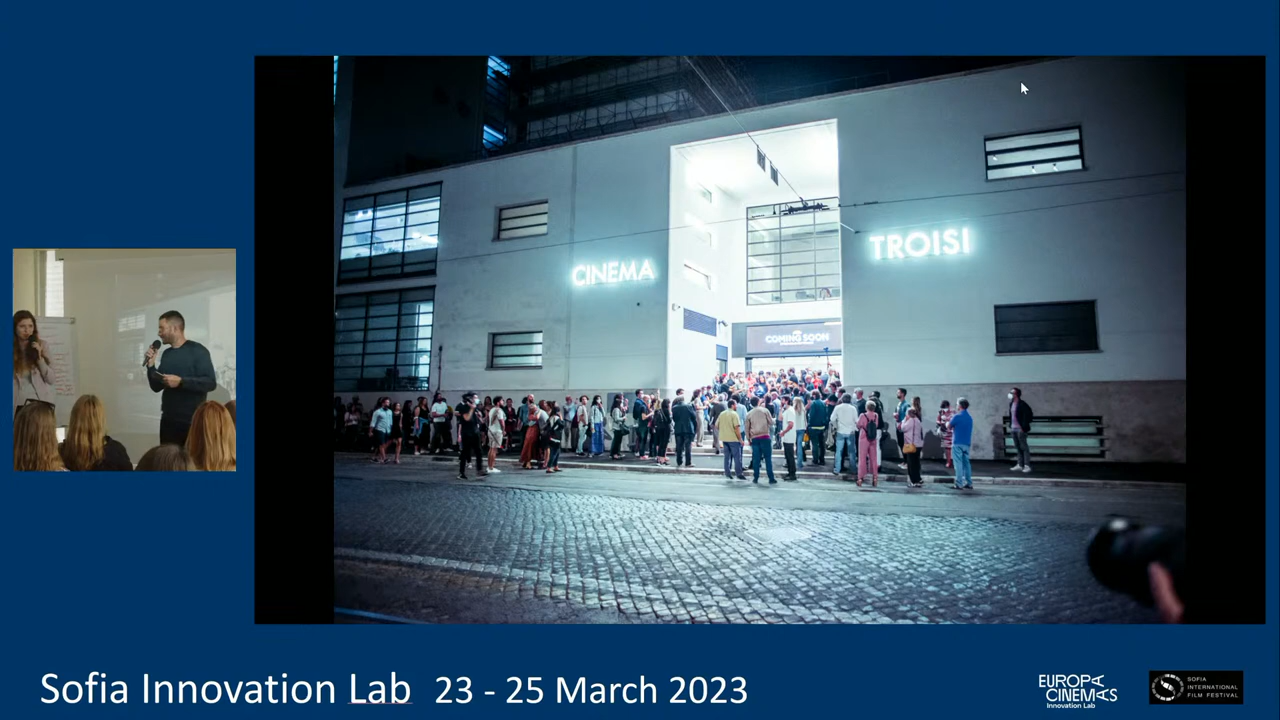 CINEMA
TROISI
COMING SOON
Sofia Innovation Lab 23 - 25 March 2023
EUROPA
CINEMAS
Innovation Lab
SOFIA
INTERNATIONAL
FILM FESTIVAL